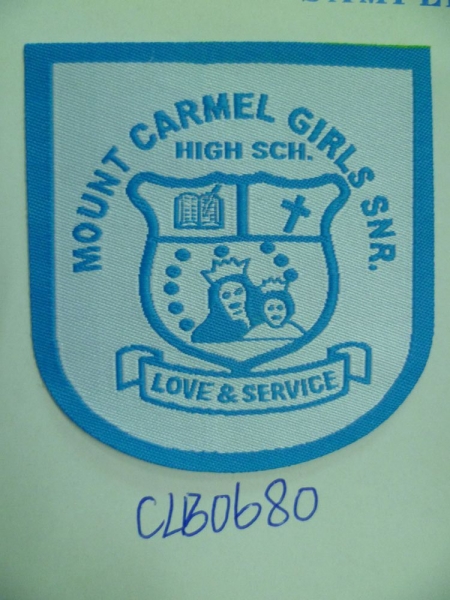 MOUNT CARMEL GIRLS SNR.
HIGH SCH.
LOVE & SERVICE
CLB0680